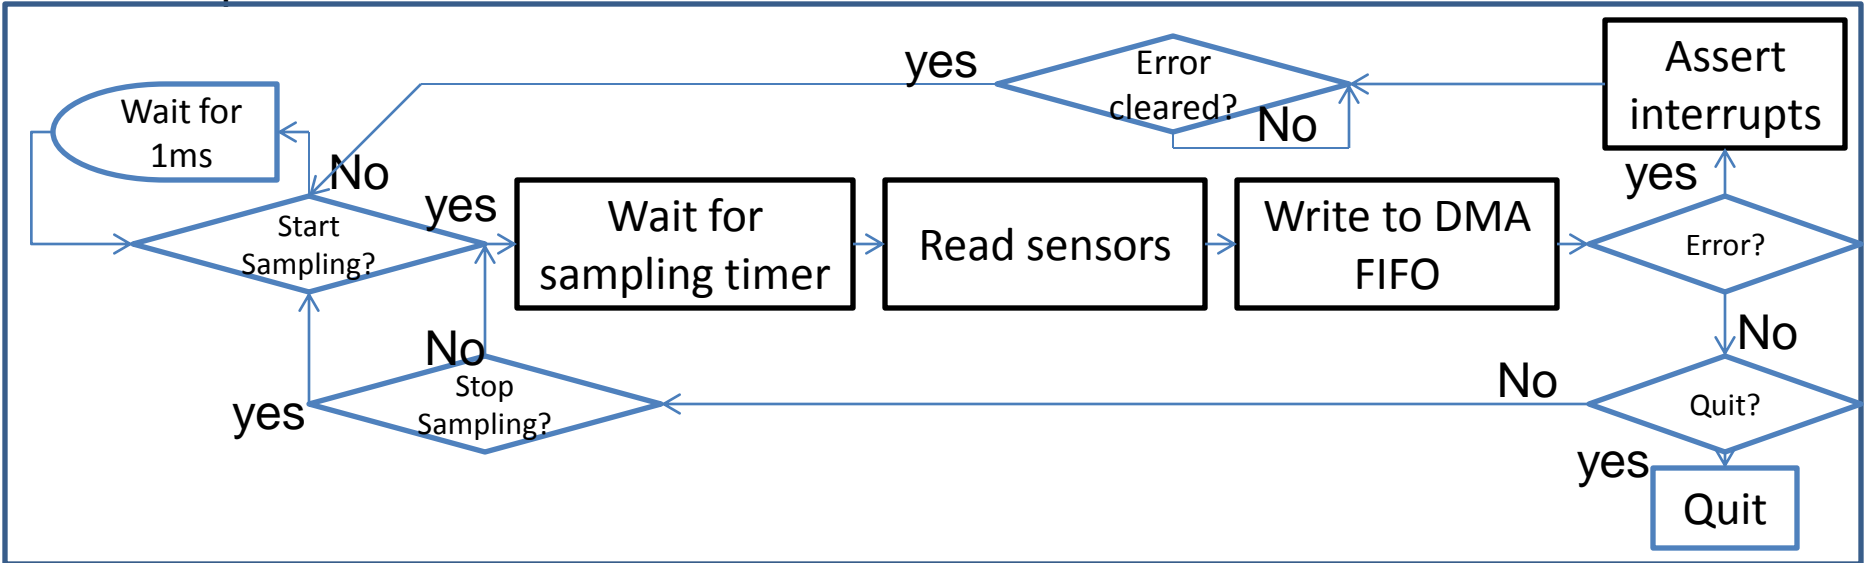 yes
Error
cleared?
No
Assert
interrupts
Wait for
1ms
No
yes
Start
Sampling?
yes
Wait for
sampling timer
Read sensors
Write to DMA
FIFO
Error?
No
No
Stop
Sampling?
yes
No
Quit?
yes
Quit